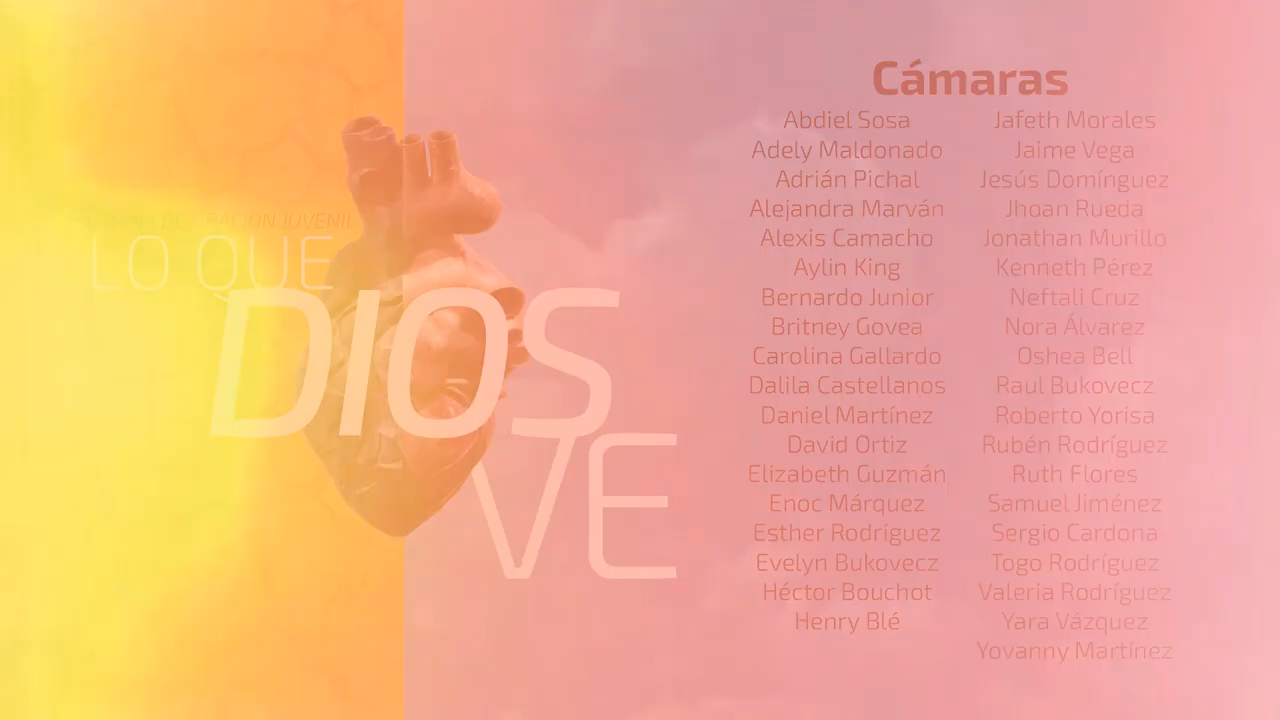 JUVENIL
LO QUE
DIOS
VE
Cámaras
Abdiel Sosa
Adely Maldonado
Adrián Pichal
Alejandra Marván
Alexis Camacho
Aylin King
Bernardo Junior
Britney Govea
Carolina Gallardo
Dalila Castellanos
Daniel Martínez
David Ortiz
Elizabeth Guzmán
Enoc Márquez
Esther Rodríguez
Evelyn Bukovecz
Héctor Bouchot
Henry Blé
Jafeth Morales
Jaime Vega
Jesús Domínguez
Jhoan Rueda
Jonathan Murillo
Kenneth Pérez
Neftali Cruz
Nora Álvarez
Oshea Bell
Raul Bukovecz
Roberto Yorisa
Rubén Rodríguez
Ruth Flores
Samuel Jiménez
Sergio Cardona
Togo Rodríguez
Valeria Rodríguez
Yara Vázquez
Yovanny Martínez